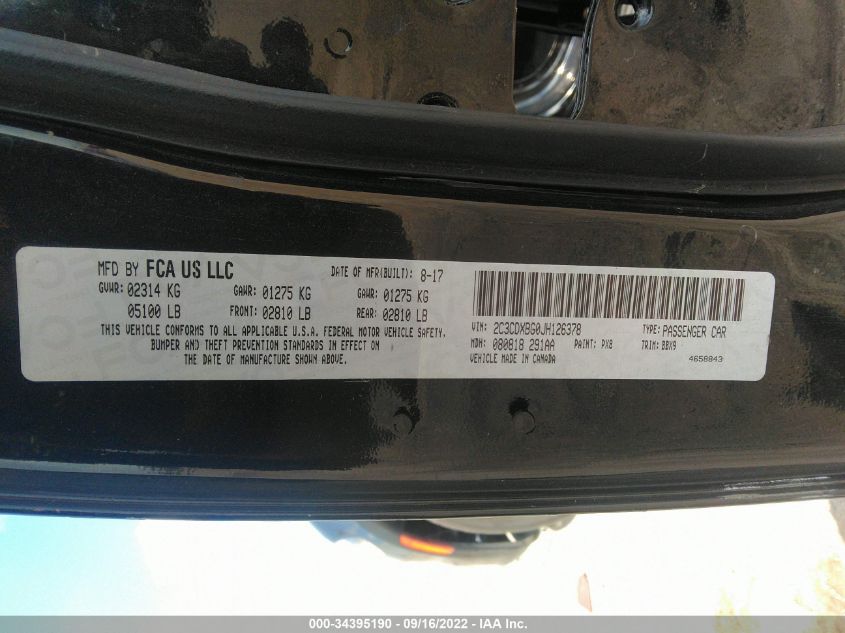 MFD BY FCA US LLC DATE OF MFR(BUILT): 8-17
GVWR: 02314 KG GAWR: 01275 KG GAWR: 01275 KG
05100 LB FRONT: 02810 LB REAR: 02810 LB
THIS VEHICLE CONFORMS TO ALL APPLICABLE U.S.A. FEDERAL MOTOR VEHICLE SAFETY,
BUMPER AND THEFT PREVENTION STANDARDS IN EFFECT ON
THE DATE OF MANUFACTURE SHOWN ABOVE.
VIN: 2C3CDXBG0JH126378 TYPE: PASSENGER CAR
MDH: 080818 291AA PAINT: PX8 TRIM: BBX9
VEHICLE MADE IN CANADA 4658843
000-34395190 - 09/16/2022 - IAA Inc.